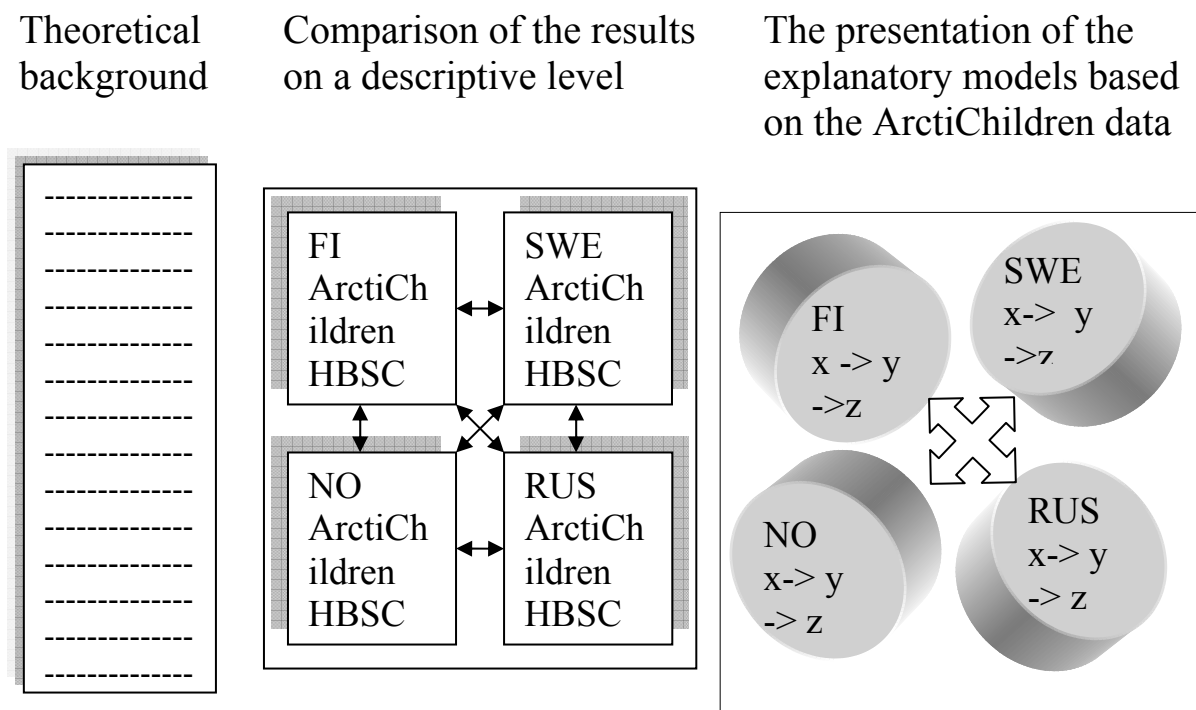 Theoretical
background
Comparison of the results
on a descriptive level
The presentation of the
explanatory models based
on the ArctiChildren data
--------------
--------------
--------------
--------------
--------------
--------------
--------------
--------------
--------------
--------------
--------------
--------------
--------------
--------------
FI
ArctiCh
ildren
HBSC
SWE
ArctiCh
ildren
HBSC
NO
ArctiCh
ildren
HBSC
RUS
ArctiCh
ildren
HBSC
FI
x -> y
->z
SWE
x-> y
->z
NO
x-> y
-> z
RUS
x-> y
-> z